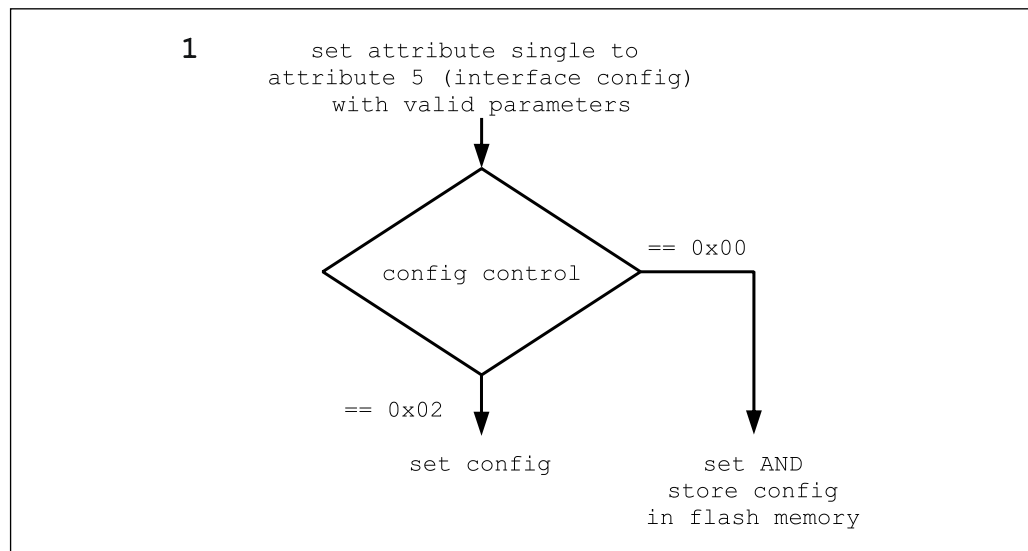 1
set attribute single to
attribute 5 (interface config)
with valid parameters
== 0x00
config control
== 0x02
set config
set AND
store config
in flash memory